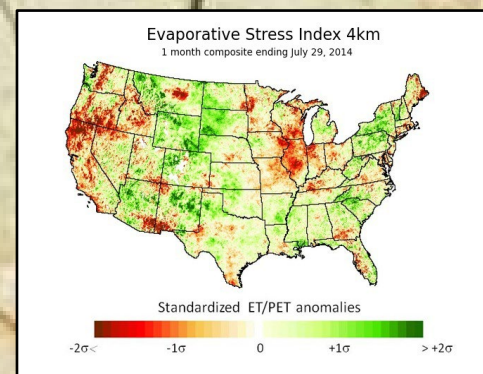 Evaporative Stress Index 4km
1 month composite ending July 29, 2014
Standardized ET/PET anomalies
-2σ< -1σ 0 +1σ >+2σ